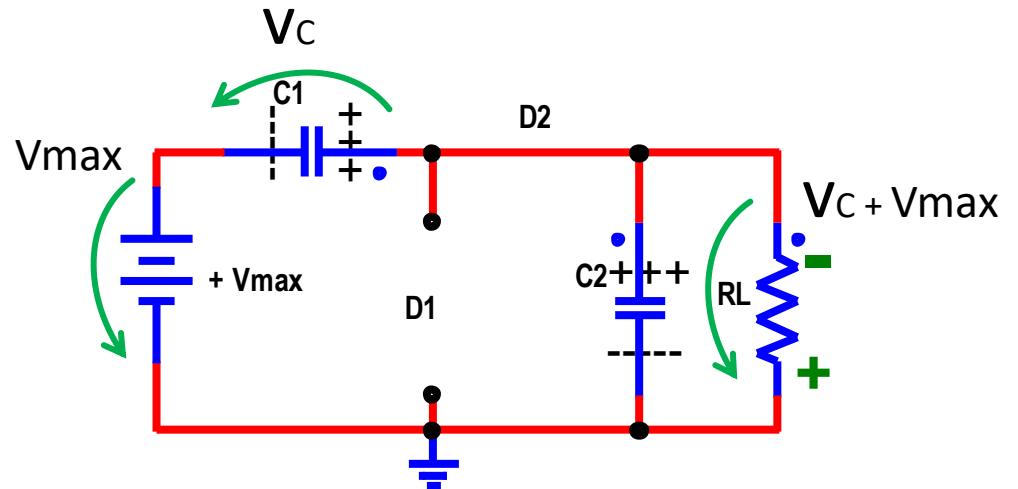 Vc
C1
+++
D2
Vmax
Vc + Vmax
+ Vmax
C2+++
RL
-
D1
+